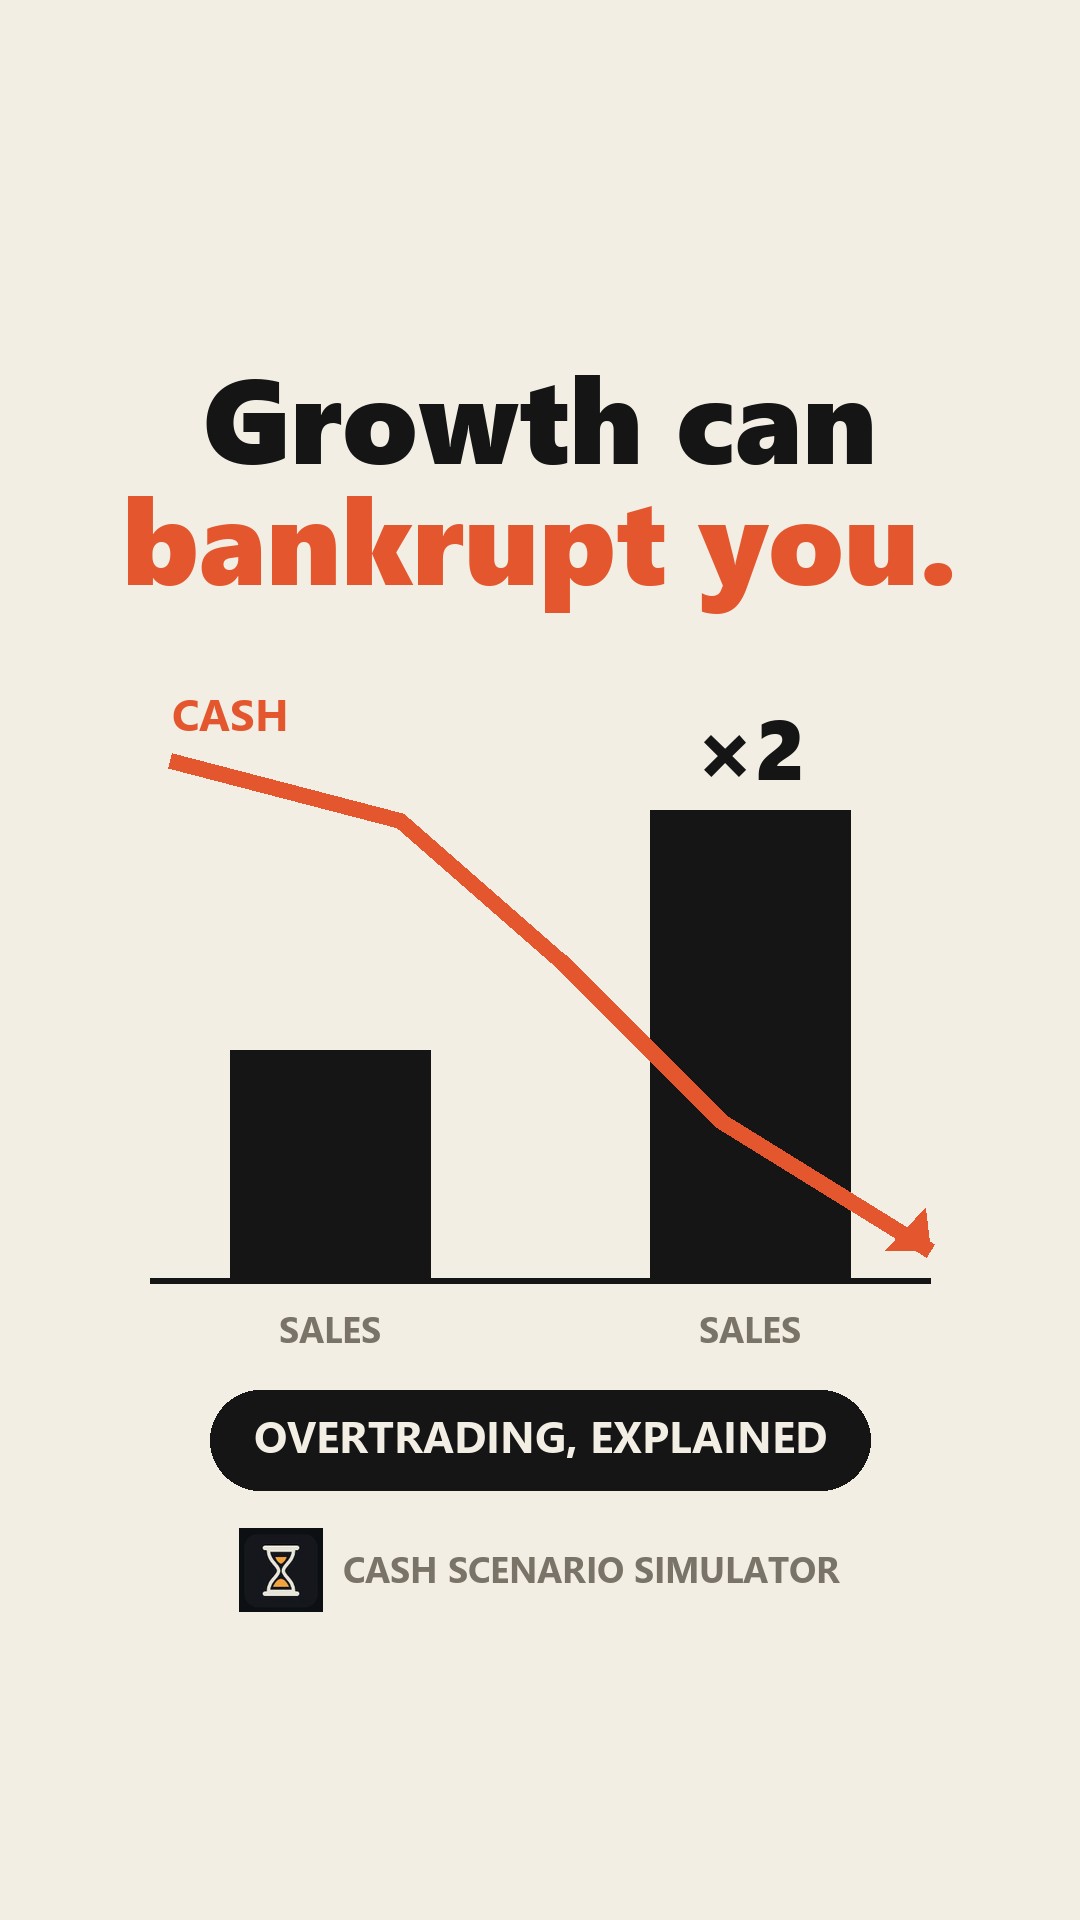 Growth can
bankrupt you.
CASH
×2
SALES
SALES
OVERTRADING, EXPLAINED
CASH SCENARIO SIMULATOR